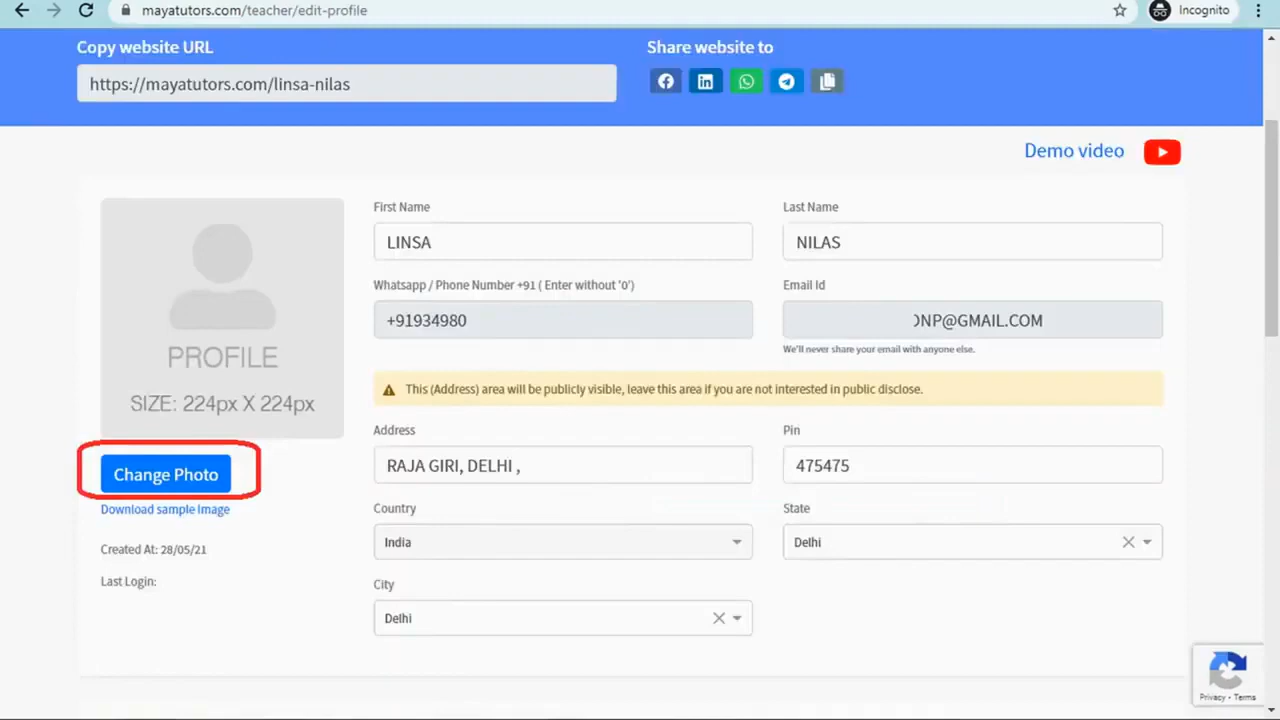 mayatutors.com/teacher/edit-profile
Incognito
Copy website URL
Share website to
https://mayatutors.com/linsa-nilas
Demo video
PROFILE
SIZE: 224px X 224px
Change Photo
Download sample Image
Created At: 28/05/21
Last Login:
First Name
Last Name
LINSA
NILAS
Whatsapp / Phone Number +91 ( Enter without '0')
Email Id
+91934980
NP@GMAIL.COM
We'll never share your email with anyone else.
This (Address) area will be publicly visible, leave this area if you are not interested in public disclose.
Address
Pin
RAJA GIRI, DELHI ,
475475
Country
State
India
Delhi
City
Delhi
Privacy - Terms